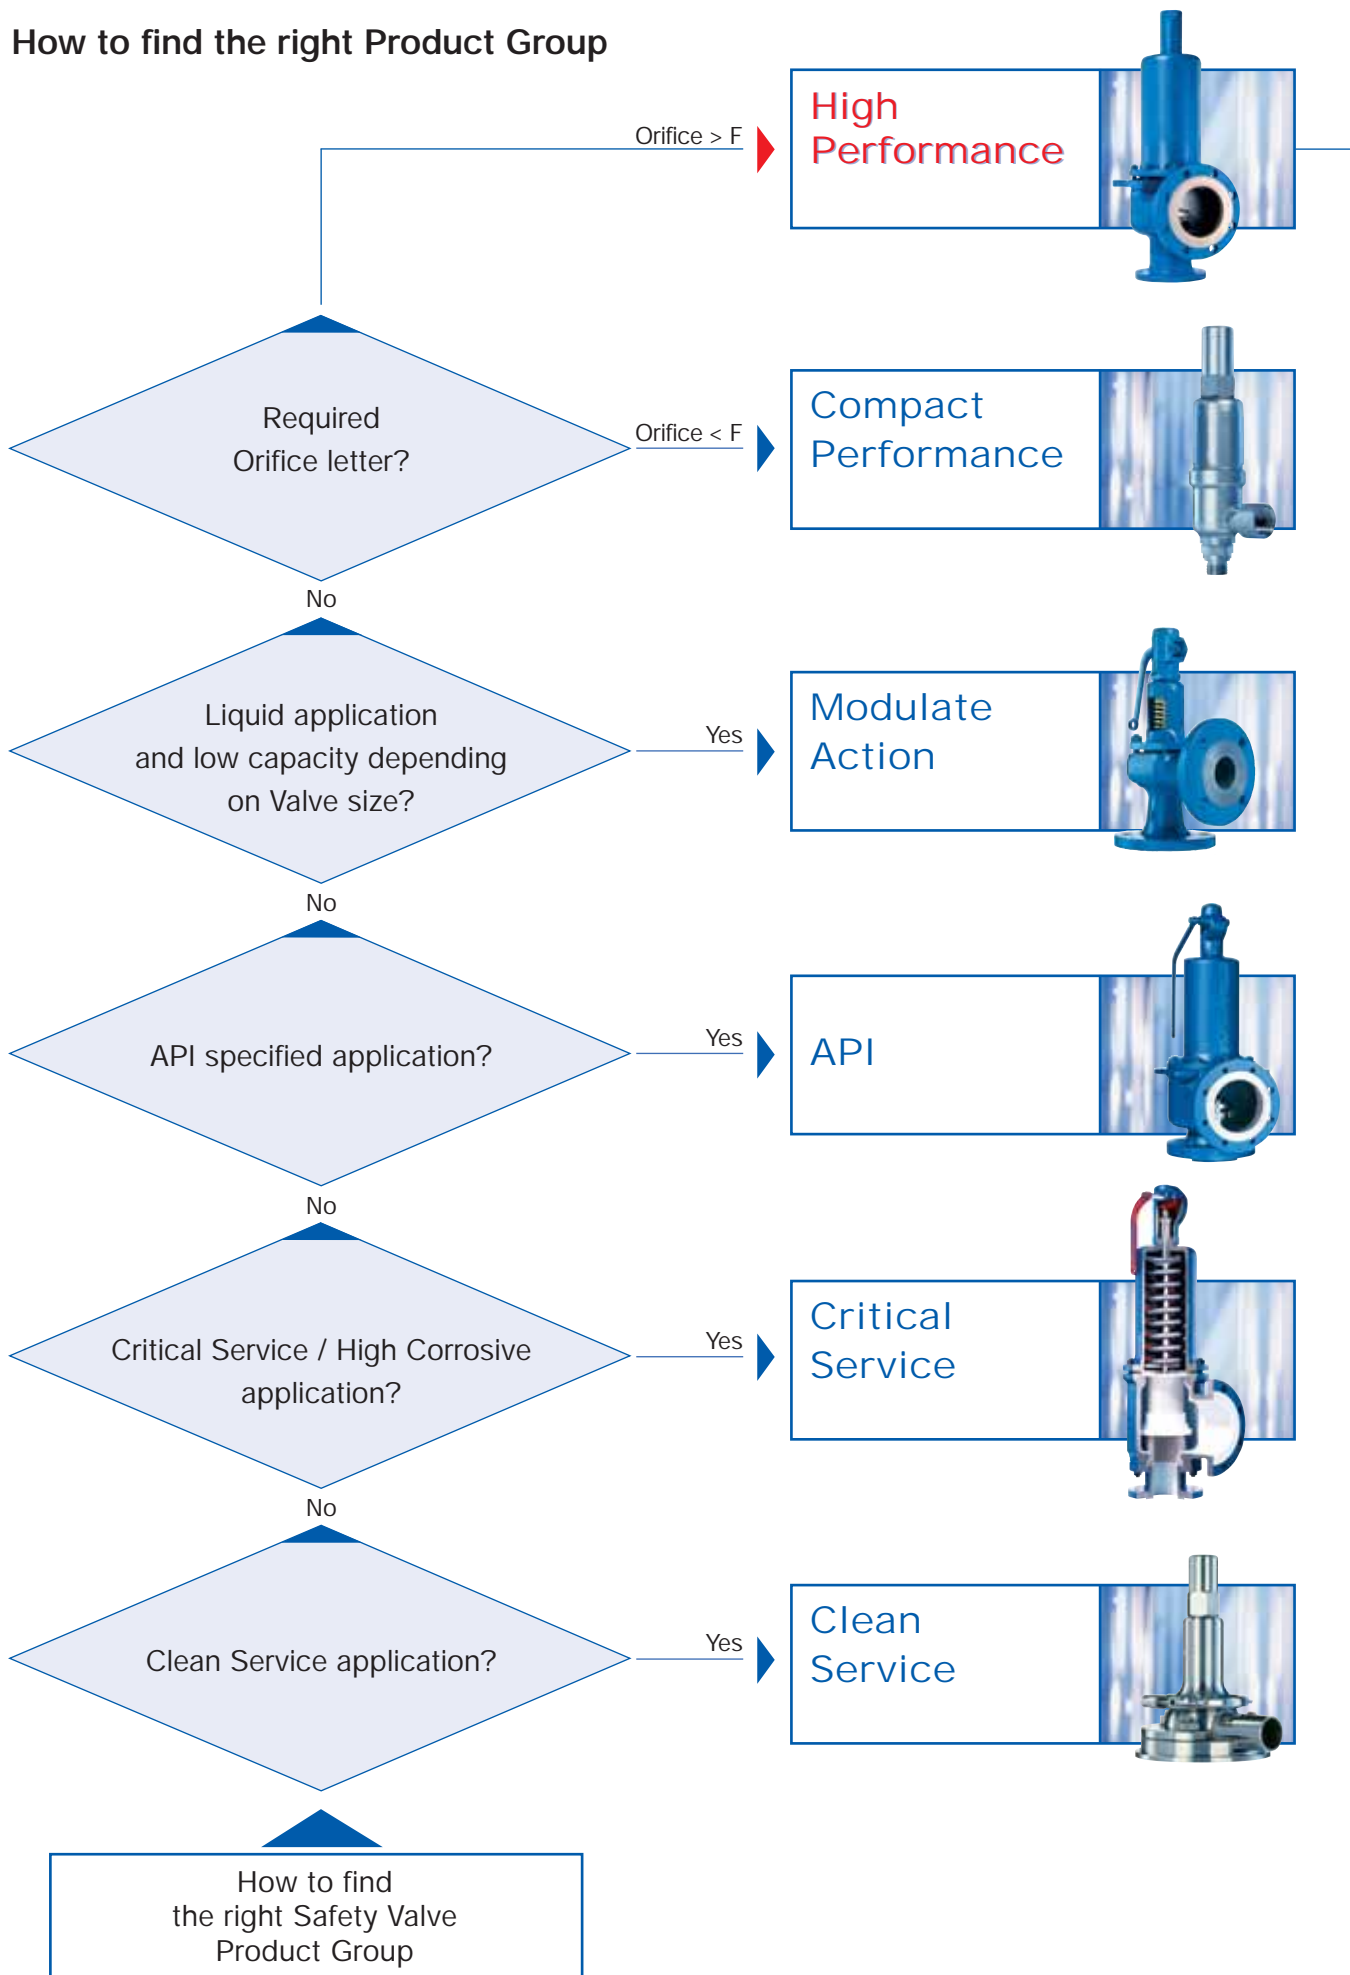 How to find the right Product Group
Orifice > F
High
Performance
Required
Orifice letter?
Orifice < F
Compact
Performance
No
Liquid application
and low capacity depending
on Valve size?
Yes
Modulate
Action
No
API specified application?
Yes
API
No
Critical Service / High Corrosive
application?
Yes
Critical
Service
No
Clean Service application?
Yes
Clean
Service
How to find
the right Safety Valve
Product Group